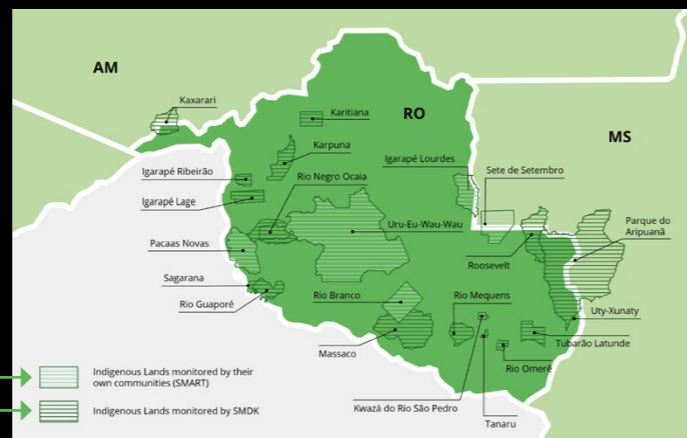 AM
RO
MS
Kaxarari
Karitiana
Karpuna
Igarapé Ribeirão
Igarapé Lage
Rio Negro Ocaia
Igarapé Lourdes
Sete de Setembro
Uru-Eu-Wau-Wau
Parque do
Aripuanã
Pacaas Novas
Roosevelt
Sagarana
Rio Guaporé
Rio Branco
Rio Mequens
Uty-Xunaty
Massaco
Tubarão Latunde
Rio Omerê
Kwazá do Rio São Pedro
Tanaru
Indigenous Lands monitored by their
own communities (SMART)
Indigenous Lands monitored by SMDK